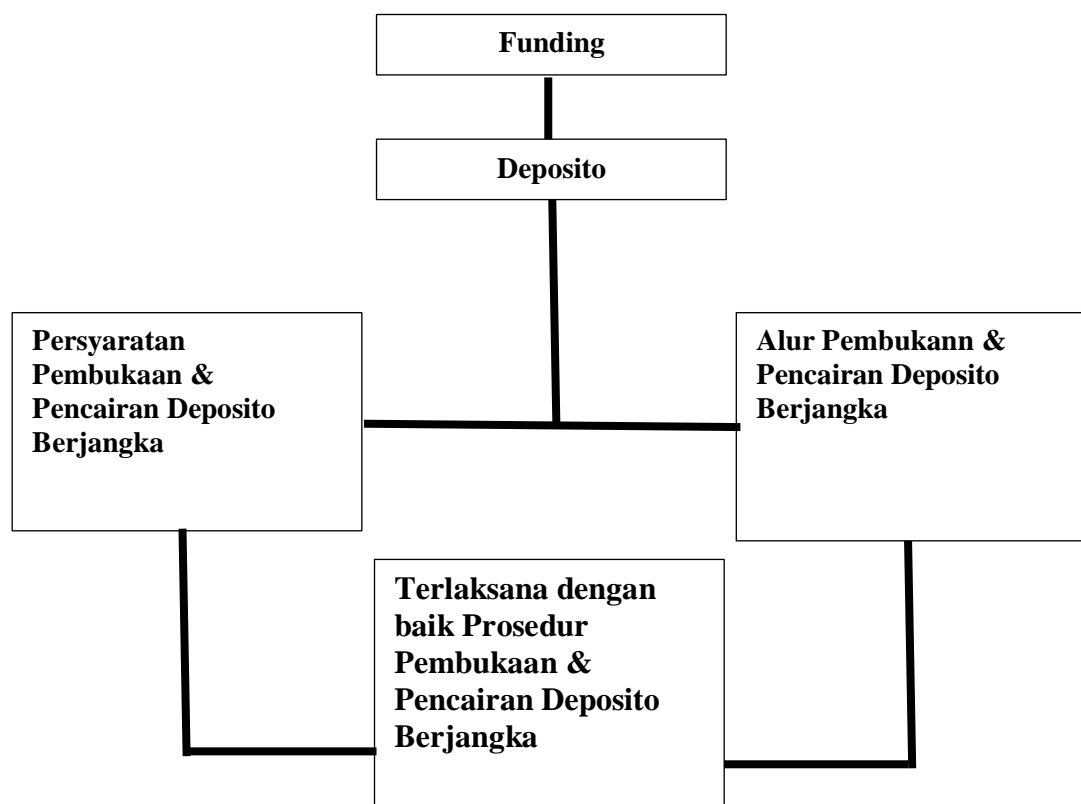 Funding
Deposito
Persyaratan
Pembukaan &
Pencairan Deposito
Berjangka
Alur Pembukann &
Pencairan Deposito
Berjangka
Terlaksana dengan
baik Prosedur
Pembukaan &
Pencairan Deposito
Berjangka